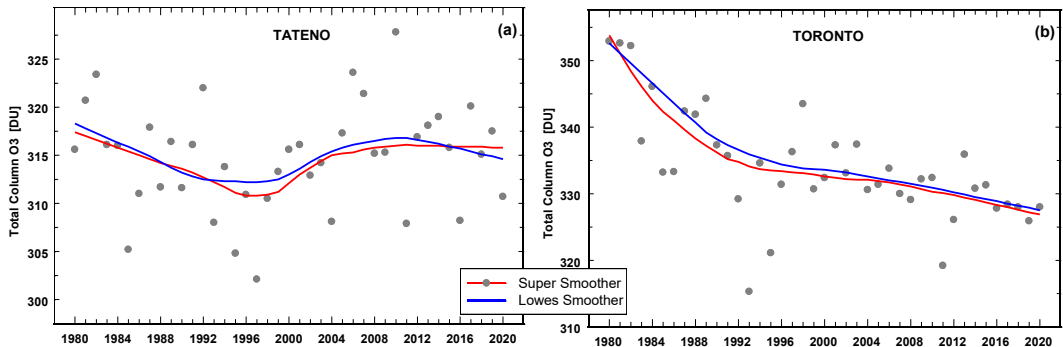 TATENO
(a)
Total Column O3 [DU]
325
320
315
310
305
300
1980 1984 1988 1992 1996 2000 2004 2008 2012 2016 2020
TORONTO
(b)
Total Column O3 [DU]
350
340
330
320
310
1980 1984 1988 1992 1996 2000 2004 2008 2012 2016 2020
Super Smoother
Lowes Smoother